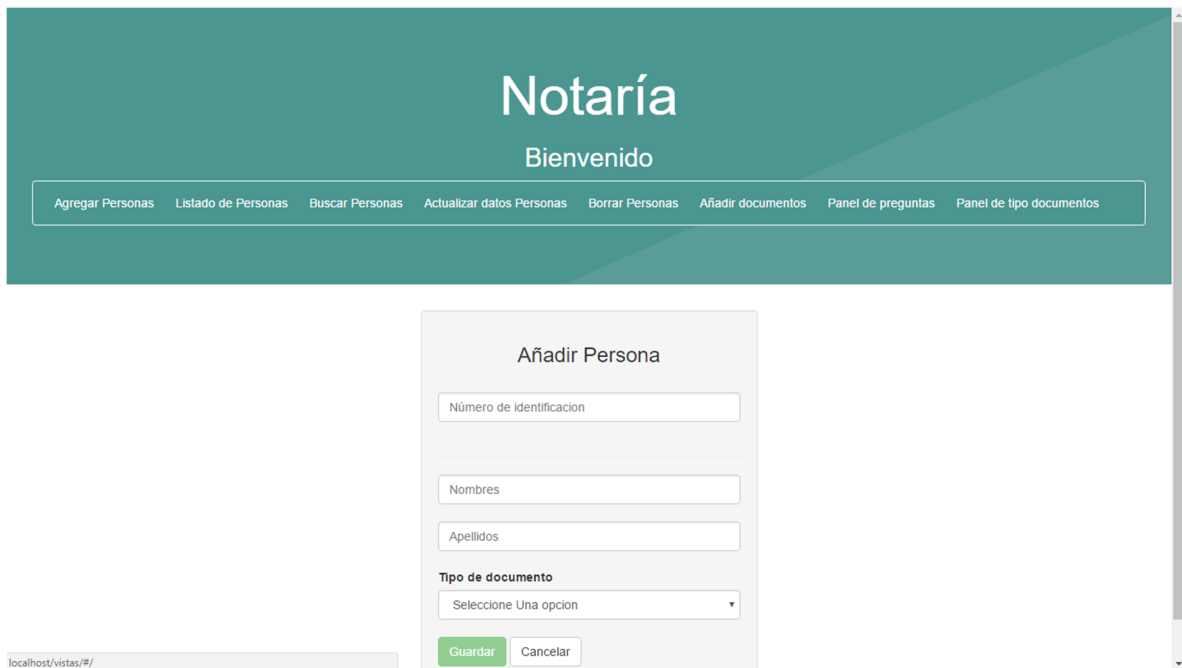 Notaría
Bienvenido
Agregar Personas Listado de Personas Buscar Personas Actualizar datos Personas Borrar Personas Añadir documentos Panel de preguntas Panel de tipo documentos
Añadir Persona
Número de identificacion
Nombres
Apellidos
Tipo de documento
Seleccione Una opcion
Guardar Cancelar
localhost/vistas/#/